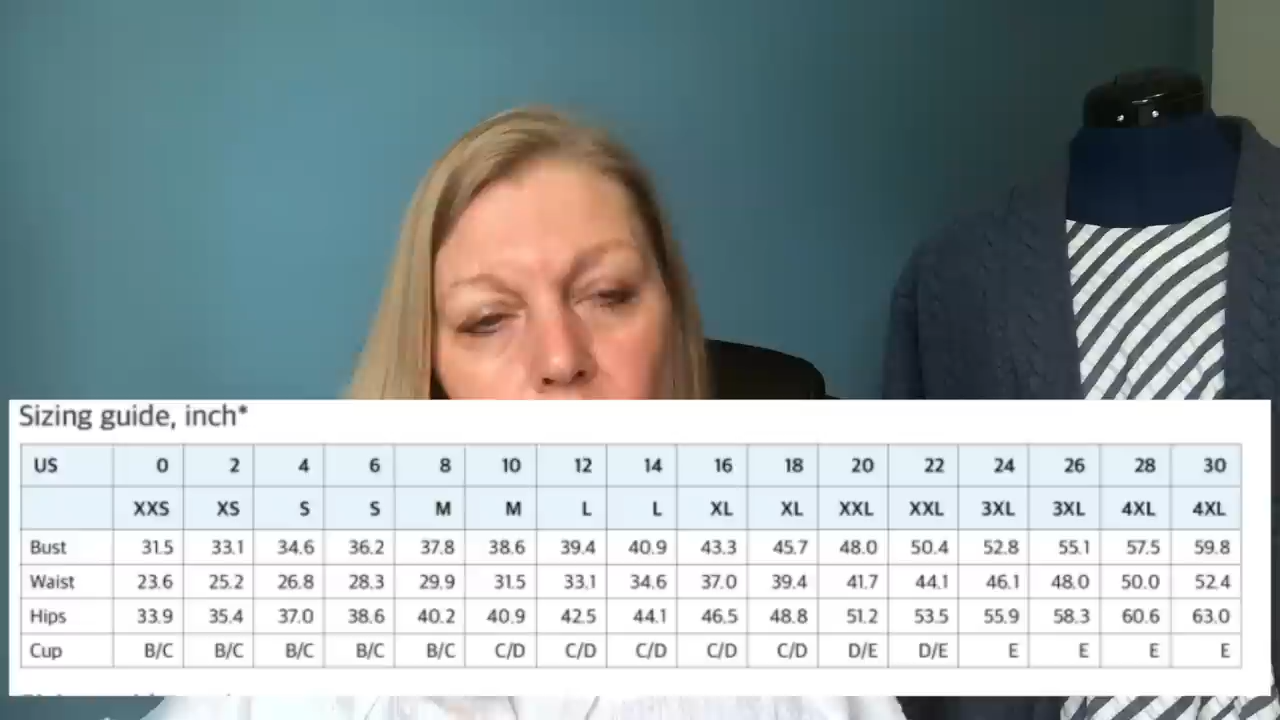 Sizing guide, inch*
US 0 2 4 6 8 10 12 14 16 18 20 22 24 26 28 30
XXS XS S S M M L L XL XL XXL XXL 3XL 3XL 4XL 4XL
Bust 31.5 33.1 34.6 36.2 37.8 38.6 39.4 40.9 43.3 45.7 48.0 50.4 52.8 55.1 57.5 59.8
Waist 23.6 25.2 26.8 28.3 29.9 31.5 33.1 34.6 37.0 39.4 41.7 44.1 46.1 48.0 50.0 52.4
Hips 33.9 35.4 37.0 38.6 40.2 40.9 42.5 44.1 46.5 48.8 51.2 53.5 55.9 58.3 60.6 63.0
Cup B/C B/C B/C B/C B/C C/D C/D C/D C/D C/D D/E D/E E E E E